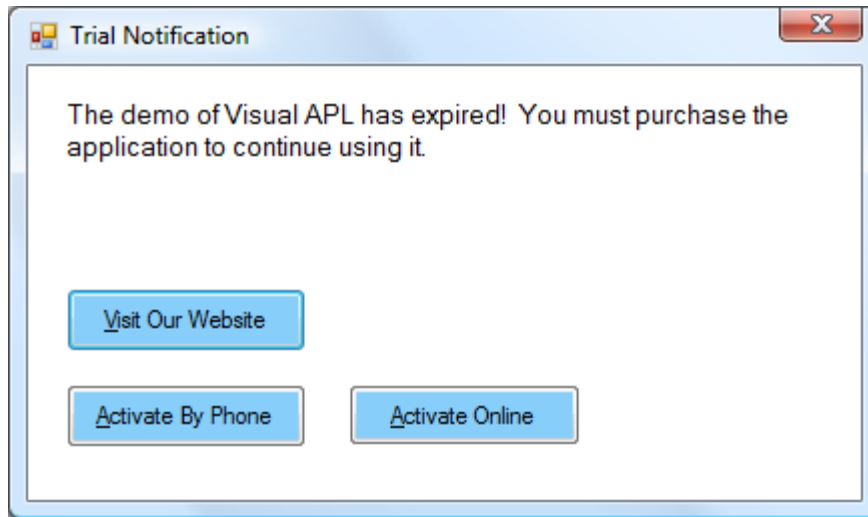 Trial Notification
The demo of Visual APL has expired!  You must purchase the
application to continue using it.
Visit Our Website
Activate By Phone
Activate Online